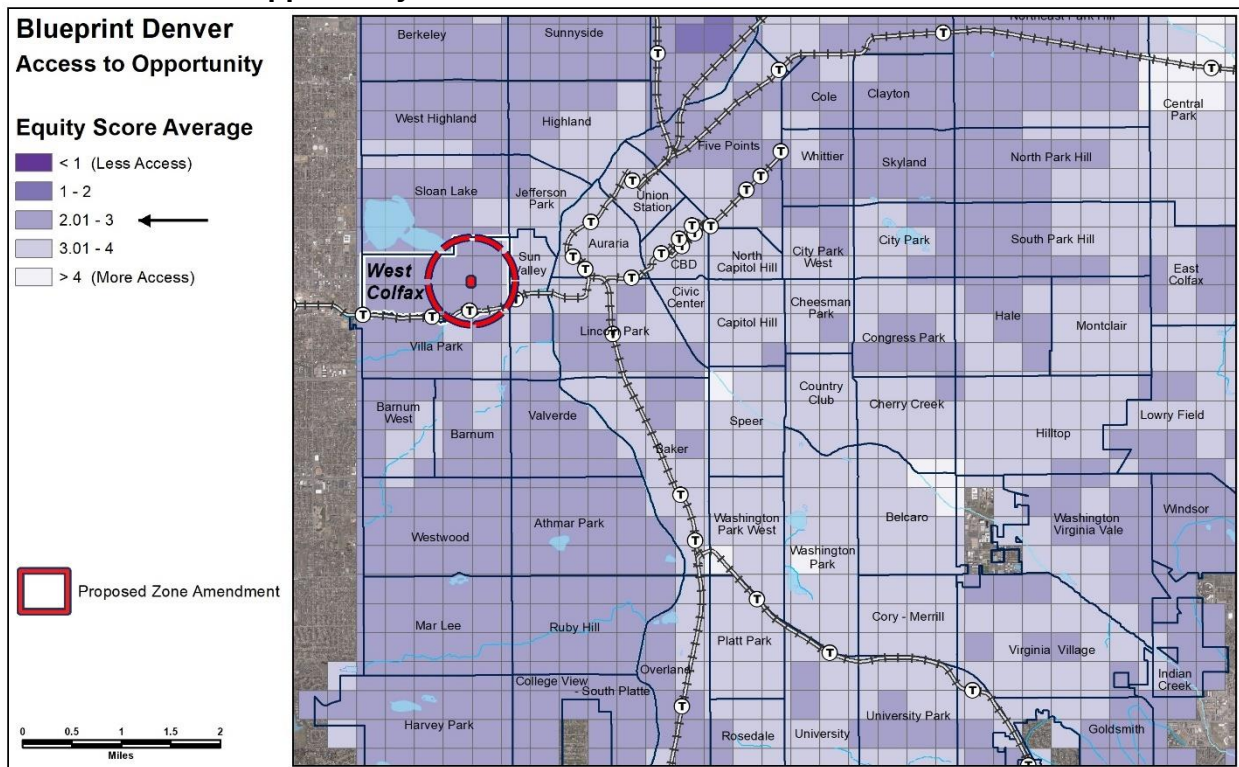 Blueprint Denver
Access to Opportunity
Equity Score Average
< 1 (Less Access)
1 - 2
2.01 - 3
3.01 - 4
> 4 (More Access)
Proposed Zone Amendment
0 0.5 1 1.5 2
Miles
Berkeley
Sunnyside
Cole
Clayton
Central
Park
West Highland
Highland
Five Points
Whittier
Skyland
North Park Hill
Sloan Lake
Jefferson
Park
Union
Station
Auraria
City Park
West
City Park
South Park Hill
West
Colfax
Sun
Valley
CBD
North
Capitol Hill
East
Colfax
Civic
Center
Cheesman
Park
Lincoln Park
Capitol Hill
Hale
Montclair
Villa Park
Congress Park
Country
Club
Barnum
West
Barnum
Valverde
Speer
Cherry Creek
Lowry Field
Hilltop
Baker
Westwood
Athmar Park
Washington
Park West
Belcaro
Washington
Virginia Vale
Windsor
Washington
Park
Mar Lee
Ruby Hill
Platt Park
Cory - Merrill
Virginia Village
Overland
Indian
Creek
College View
- South Platte
Harvey Park
University Park
Goldsmith
Rosedale
University
T